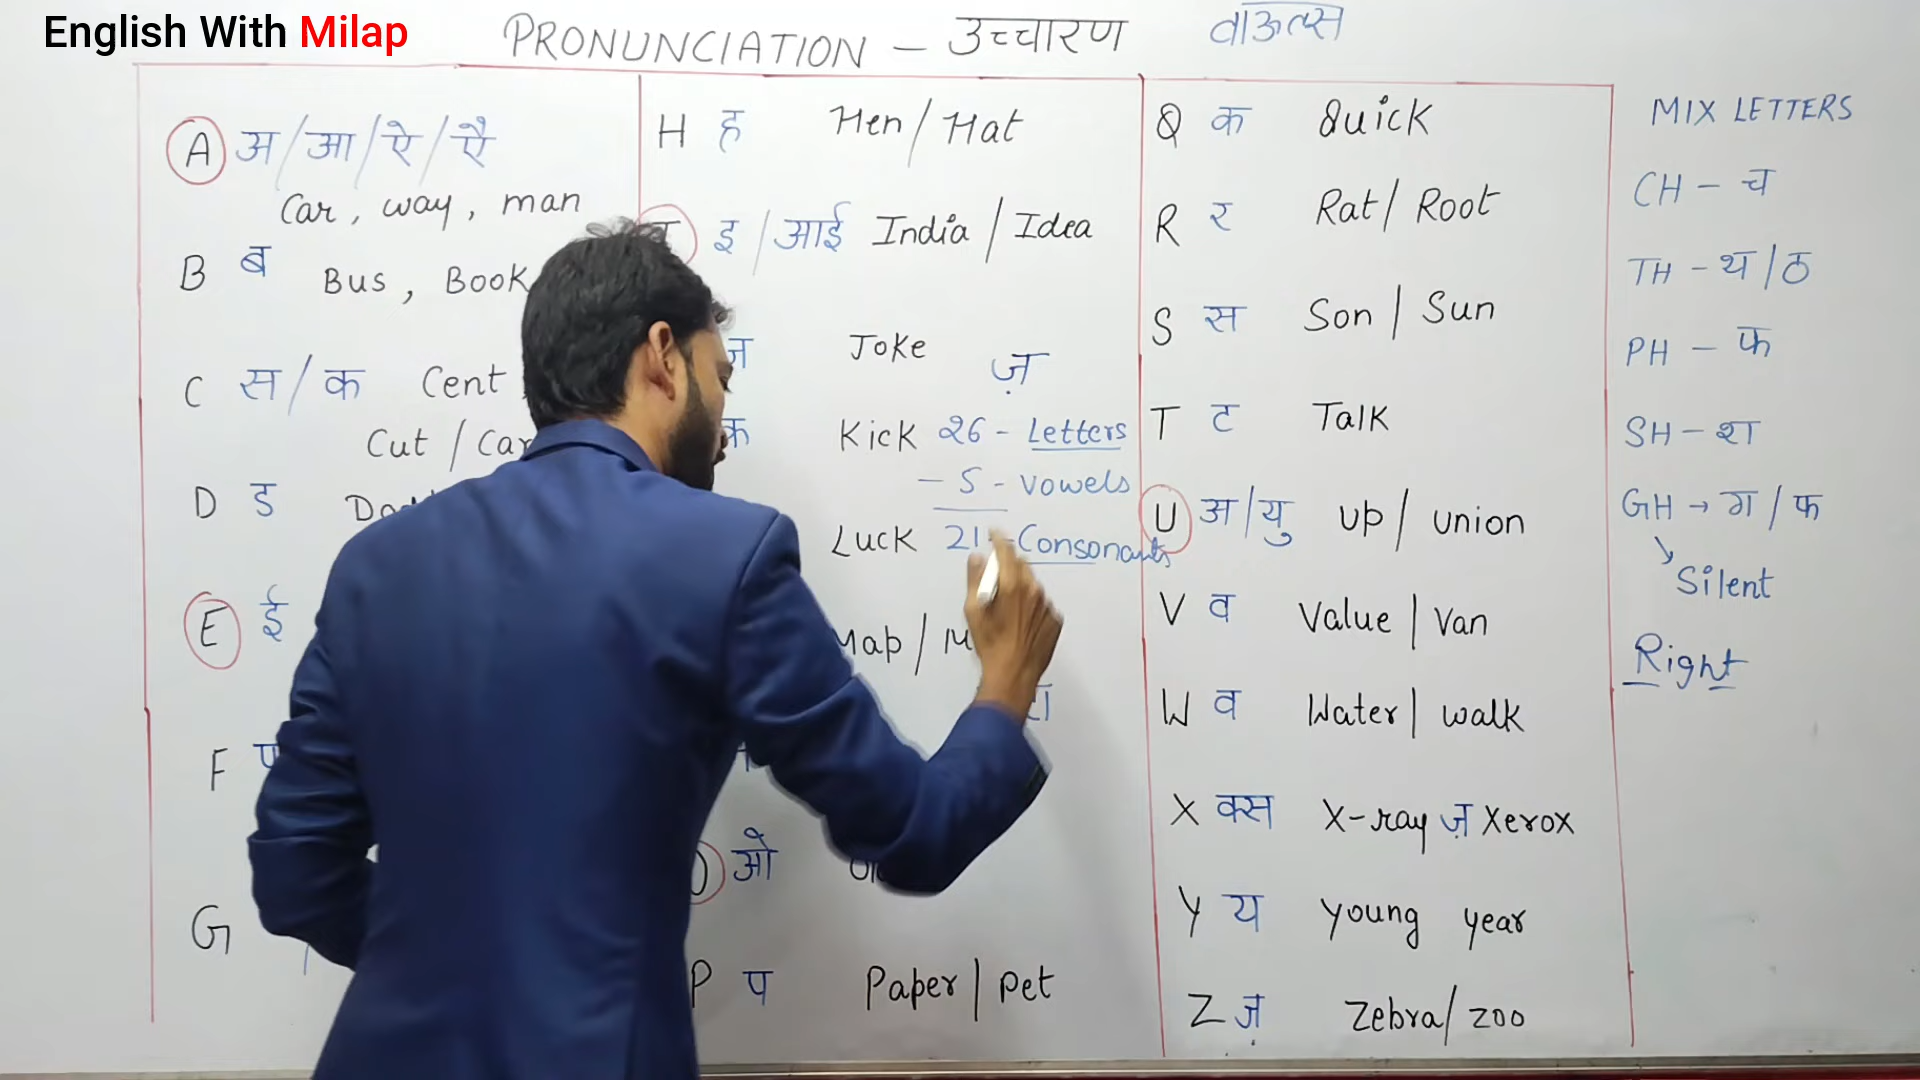 English With Milap
PRONUNCIATION – उच्चारण वाऊल्स
A अ/आ/ऐ/ऐ
Car, way, man
B ब Bus, Book
C स/क Cent
Cut / Car
D ड
E ई
F
G
H ह Hen/Hat
इ/आई India/Idea
ज Joke ज़
क Kick 26 - Letters
- 5 - vowels
Luck 21 - Consonants
Map/
ओ
P प Paper|Pet
Q क Quick
R र Rat/Root
S स Son/Sun
T ट Talk
U अ/यु Up/union
V व Value|Van
W व Water|walk
X क्स X-ray ज़ Xerox
Y य Young year
Z ज़ Zebra/zoo
MIX LETTERS
CH – च
TH – थ/ठ
PH – फ
SH – श
GH → ग/फ
↘ Silent
Right